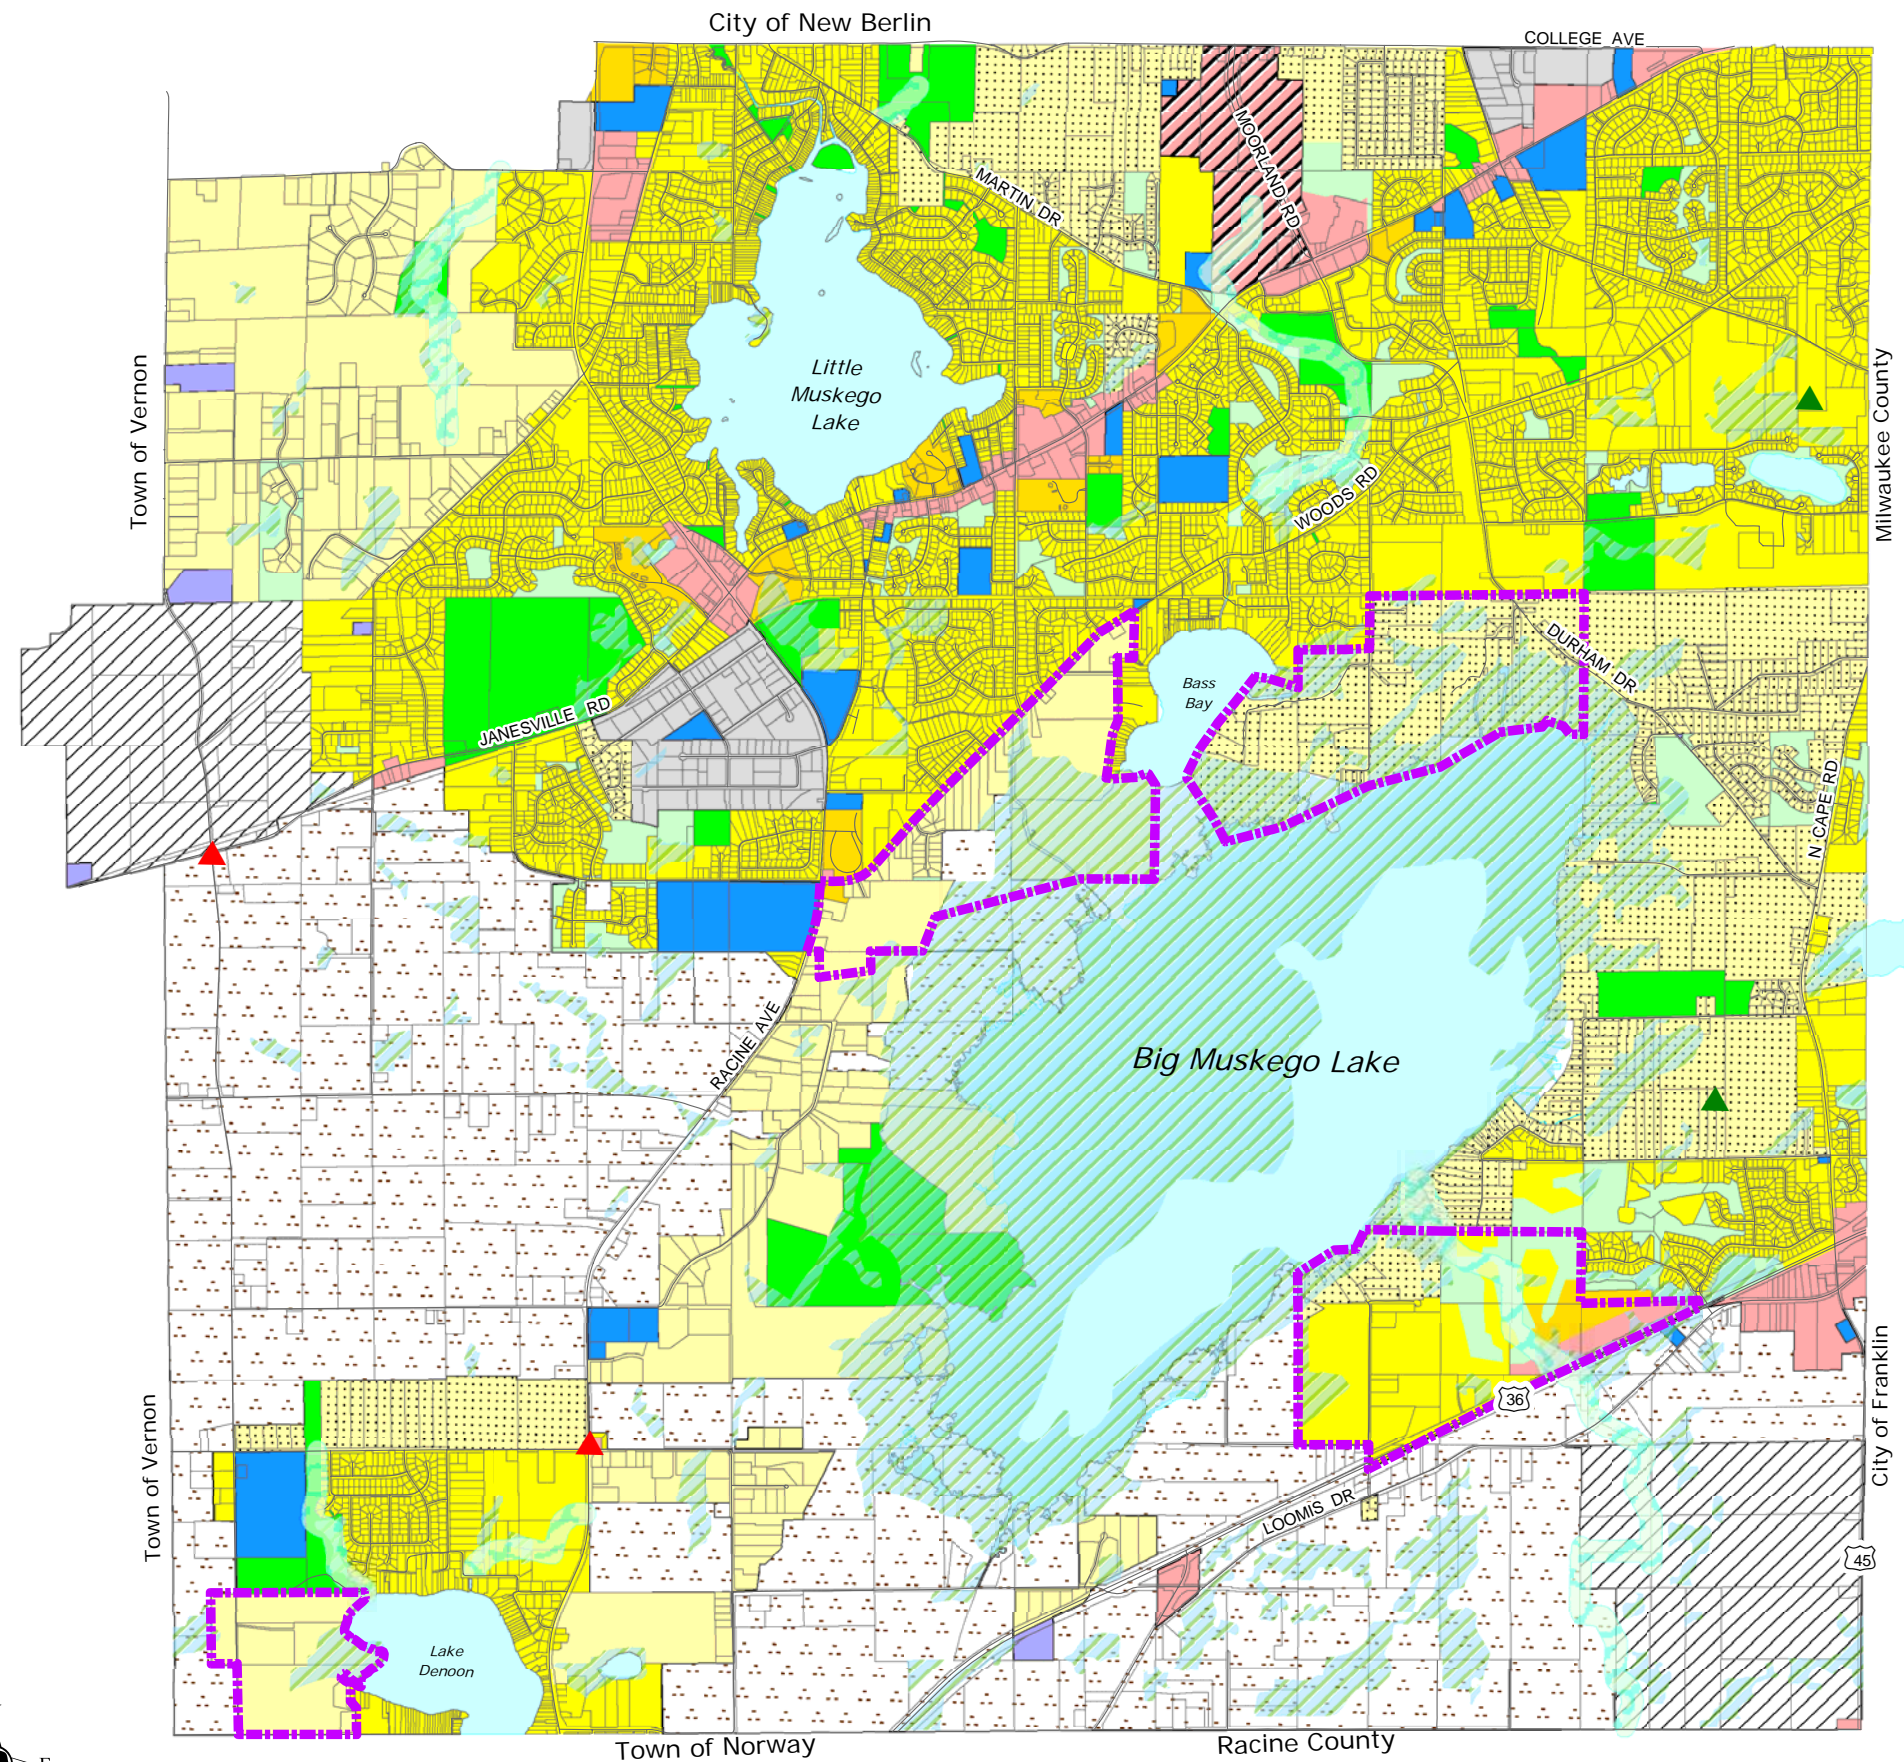 City of New Berlin
COLLEGE AVE
MOORLAND RD
MARTIN DR
Little
Muskego
Lake
Town of Vernon
Milwaukee County
WOODS RD
DURHAM DR
Bass
Bay
JANESVILLE RD
N CAPE RD
RACINE AVE
Big Muskego Lake
36
City of Franklin
Town of Vernon
LOOMIS DR
45
Lake
Denoon
Town of Norway
Racine County
E